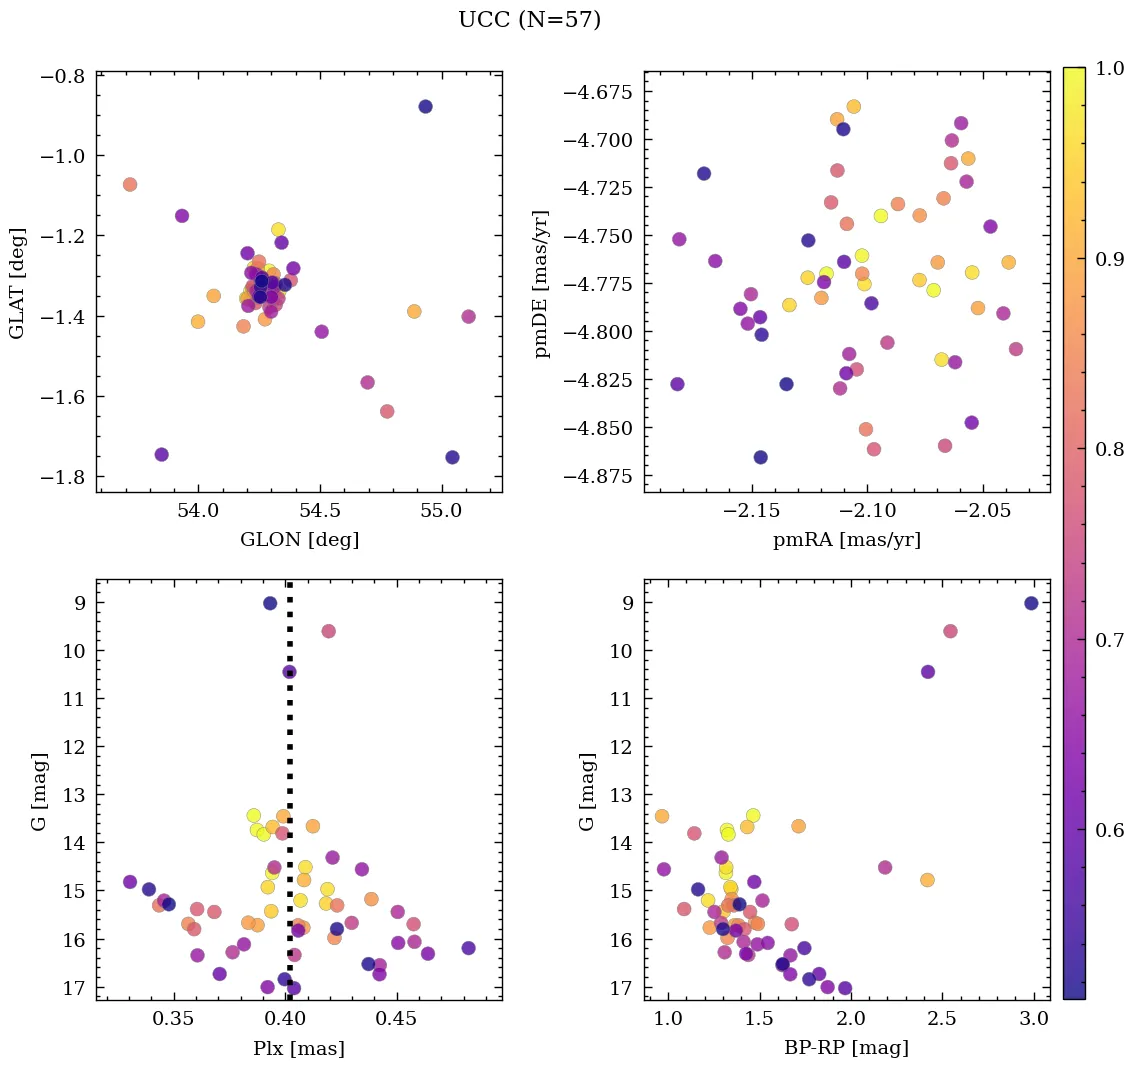 UCC (N=57)
−0.8
−1.0
−1.2
−1.4
−1.6
−1.8
GLAT [deg]
54.0 54.5 55.0
GLON [deg]
−4.675
−4.700
−4.725
−4.750
−4.775
−4.800
−4.825
−4.850
−4.875
pmDE [mas/yr]
−2.15 −2.10 −2.05
pmRA [mas/yr]
9
10
11
12
13
14
15
16
17
G [mag]
0.35 0.40 0.45
Plx [mas]
9
10
11
12
13
14
15
16
17
G [mag]
1.0 1.5 2.0 2.5 3.0
BP-RP [mag]
1.0
0.9
0.8
0.7
0.6